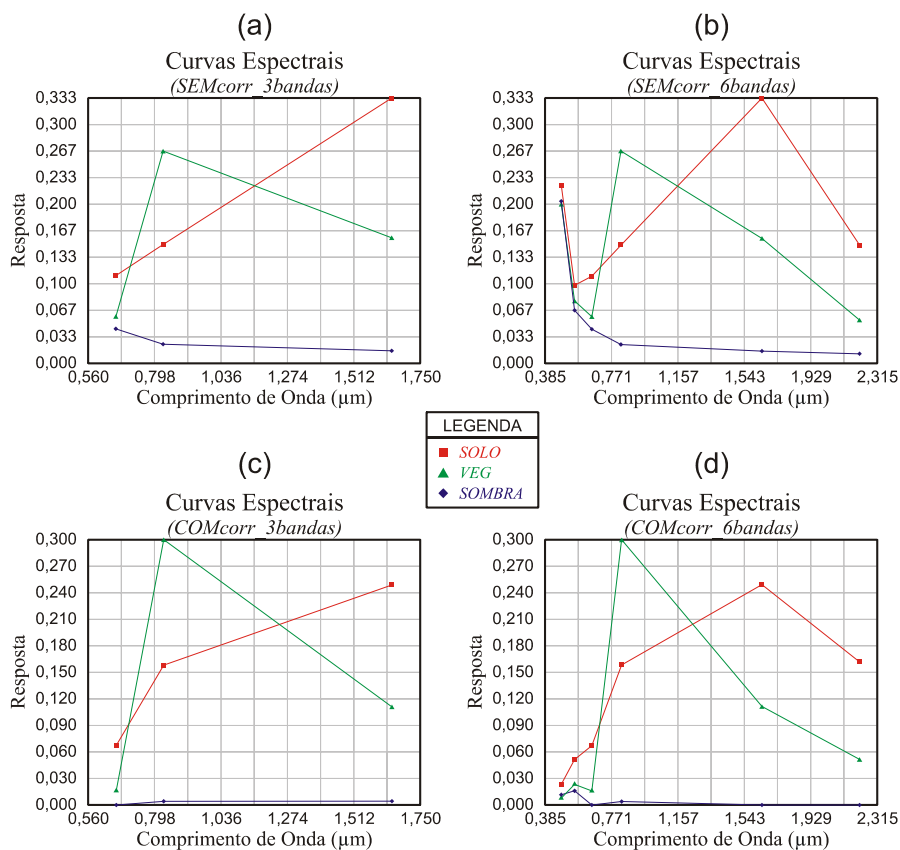 (a)
Curvas Espectrais
(SEMcorr_3bandas)
0,333
0,300
0,267
0,233
0,200
0,167
0,133
0,100
0,067
0,033
0,000
Resposta
0,560 0,798 1,036 1,274 1,512 1,750
Comprimento de Onda (µm)
(b)
Curvas Espectrais
(SEMcorr_6bandas)
0,333
0,300
0,267
0,233
0,200
0,167
0,133
0,100
0,067
0,033
0,000
Resposta
0,385 0,771 1,157 1,543 1,929 2,315
Comprimento de Onda (µm)
LEGENDA
SOLO
VEG
SOMBRA
(c)
Curvas Espectrais
(COMcorr_3bandas)
0,300
0,270
0,240
0,210
0,180
0,150
0,120
0,090
0,060
0,030
0,000
Resposta
0,560 0,798 1,036 1,274 1,512 1,750
Comprimento de Onda (µm)
(d)
Curvas Espectrais
(COMcorr_6bandas)
0,300
0,270
0,240
0,210
0,180
0,150
0,120
0,090
0,060
0,030
0,000
Resposta
0,385 0,771 1,157 1,543 1,929 2,315
Comprimento de Onda (µm)